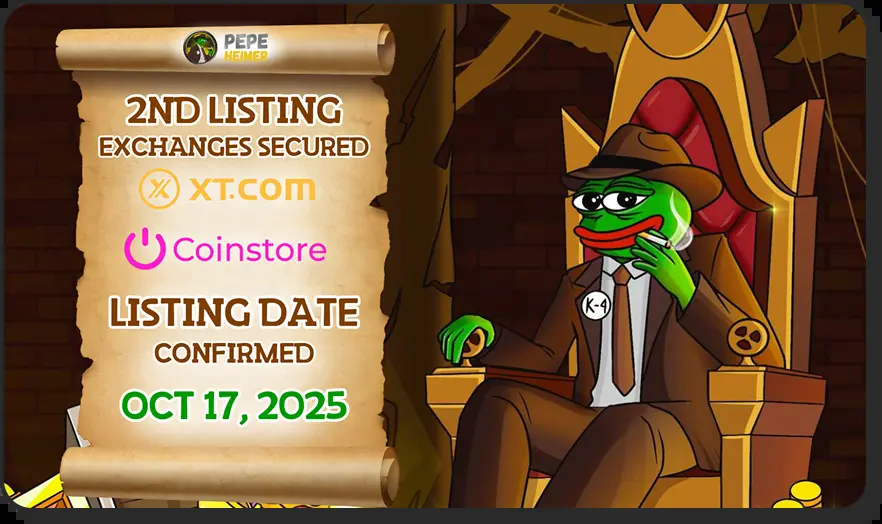 PEPE
HEIMER
2ND LISTING
EXCHANGES SECURED
XT.COM
Coinstore
LISTING DATE
CONFIRMED
OCT 17, 2025
K-4